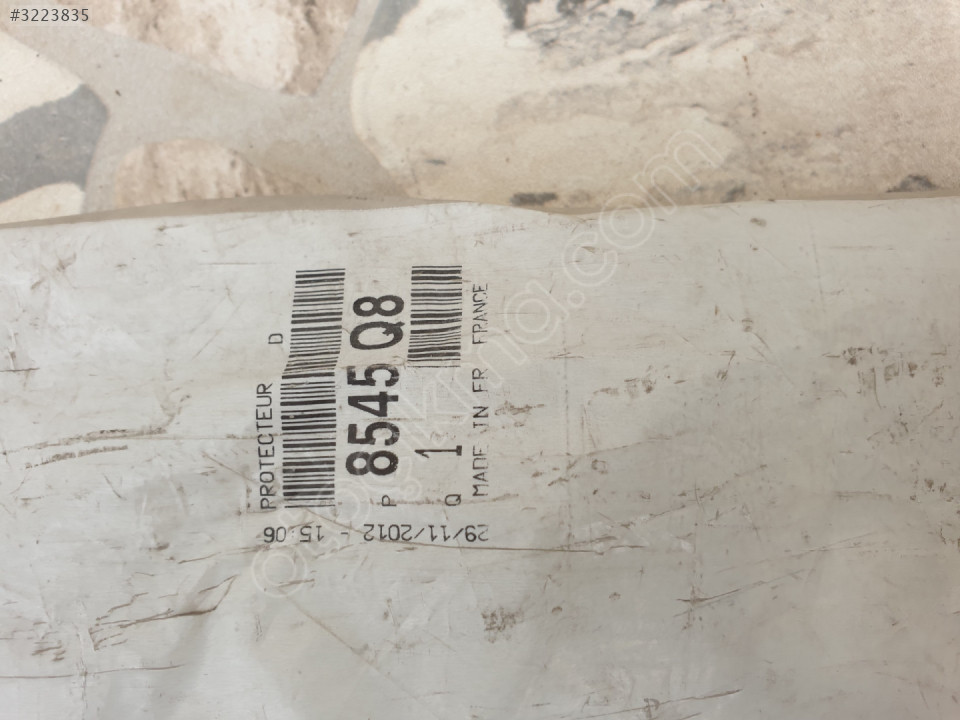 #3223835
PROTECTEUR D
P 8545 Q8
Q 1
MADE IN FR FRANCE
29/11/2012 - 15:06